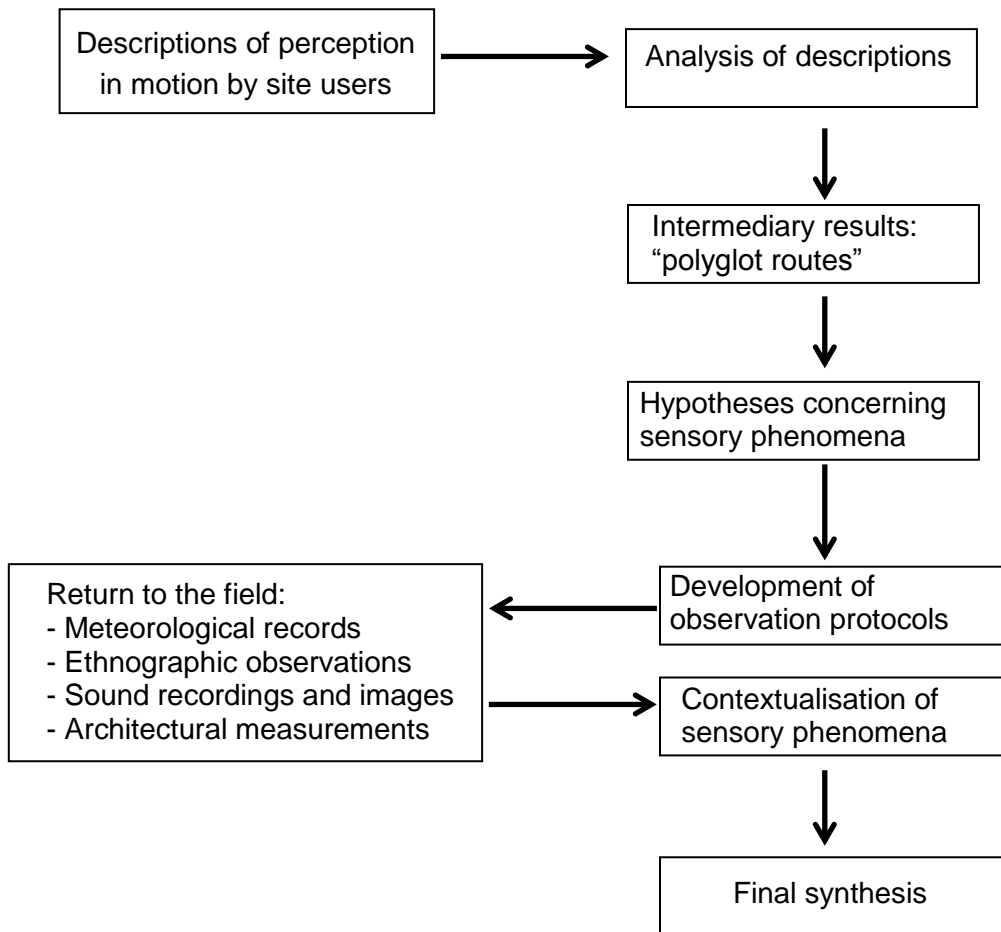 Descriptions of perception
in motion by site users
Analysis of descriptions
Intermediary results:
“polyglot routes”
Hypotheses concerning
sensory phenomena
Development of
observation protocols
Return to the field:
- Meteorological records
- Ethnographic observations
- Sound recordings and images
- Architectural measurements
Contextualisation of
sensory phenomena
Final synthesis